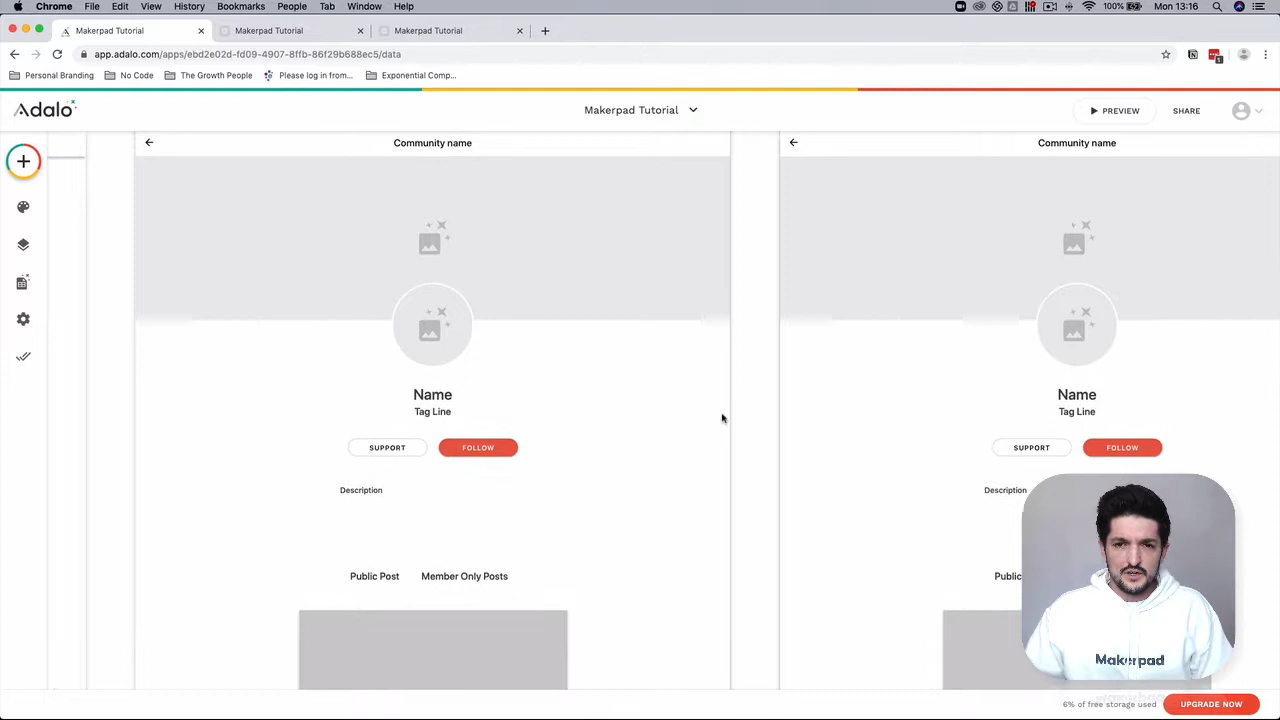 Chrome File Edit View History Bookmarks People Tab Window Help 100% Mon 13:16
Makerpad Tutorial Makerpad Tutorial Makerpad Tutorial
app.adalo.com/apps/ebd2e02d-fd09-4907-8ffb-86f29b688ec5/data
Personal Branding No Code The Growth People Please log in from... Exponential Comp...
Adalo Makerpad Tutorial PREVIEW SHARE
Community name Community name
Name Name
Tag Line Tag Line
SUPPORT FOLLOW SUPPORT FOLLOW
Description Description
Public Post Member Only Posts Public
Makerpad
6% of free storage used UPGRADE NOW